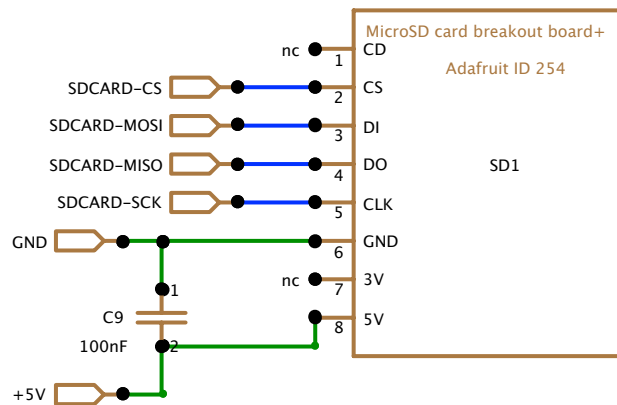 MicroSD card breakout board+
Adafruit ID 254
nc 1 CD
SDCARD-CS 2 CS
SDCARD-MOSI 3 DI
SDCARD-MISO 4 DO
SD1
SDCARD-SCK 5 CLK
GND 6 GND
nc 7 3V
1
C9
8 5V
100nF 2
+5V